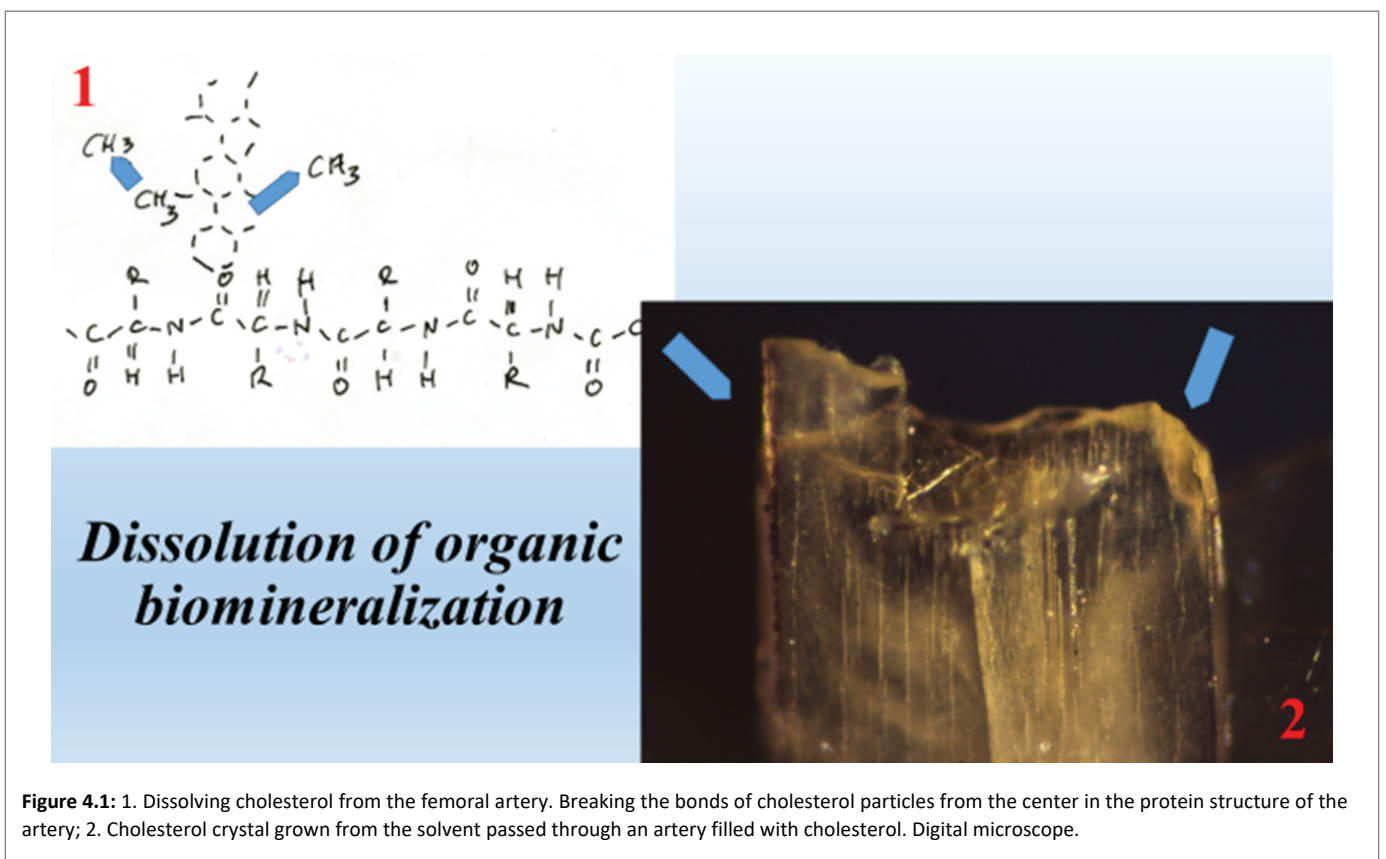 1
CH3
CH3
CH3
R O H H R O H H
C C N C C N C C N C C N C C
O H H R O H H R O
Dissolution of organic
biomineralization
2
Figure 4.1: 1. Dissolving cholesterol from the femoral artery. Breaking the bonds of cholesterol particles from the center in the protein structure of the
artery; 2. Cholesterol crystal grown from the solvent passed through an artery filled with cholesterol. Digital microscope.